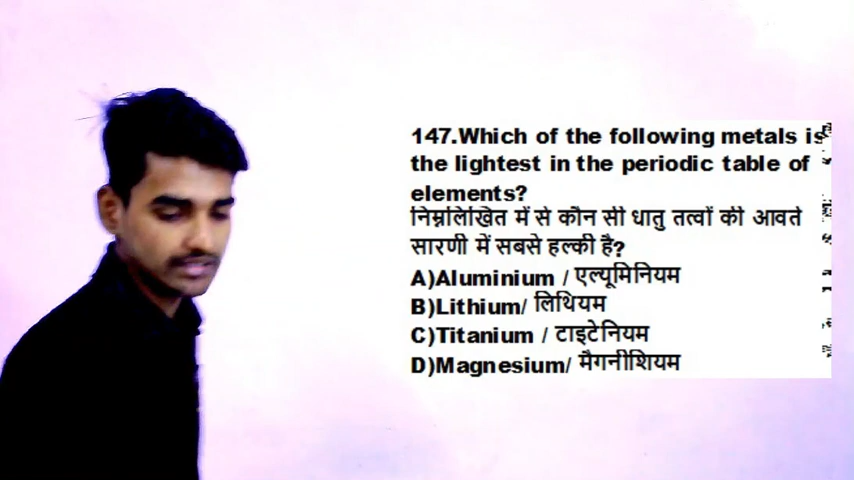 147.Which of the following metals is
the lightest in the periodic table of
elements?
निम्नलिखित में से कौन सी धातु तत्वों की आवर्त
सारणी में सबसे हल्की है?
A)Aluminium / एल्यूमिनियम
B)Lithium/ लिथियम
C)Titanium / टाइटेनियम
D)Magnesium/ मैगनीशियम